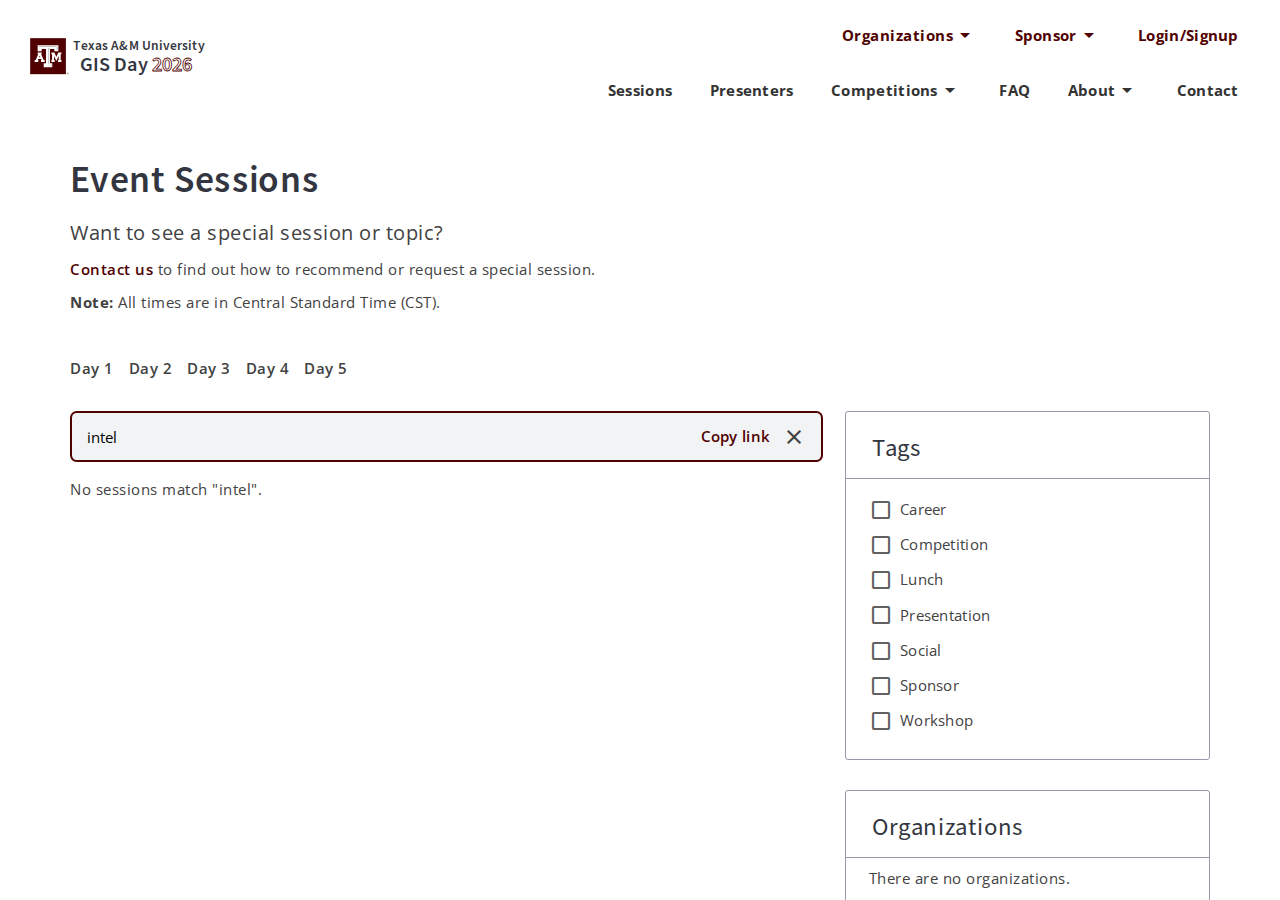 Texas A&M University
GIS Day 2026
Organizations
Sponsor
Login/Signup
Sessions
Presenters
Competitions
FAQ
About
Contact
Event Sessions
Want to see a special session or topic?
Contact us to find out how to recommend or request a special session.
Note: All times are in Central Standard Time (CST).
Day 1
Day 2
Day 3
Day 4
Day 5
intel
Copy link
No sessions match "intel".
Tags
Career
Competition
Lunch
Presentation
Social
Sponsor
Workshop
Organizations
There are no organizations.